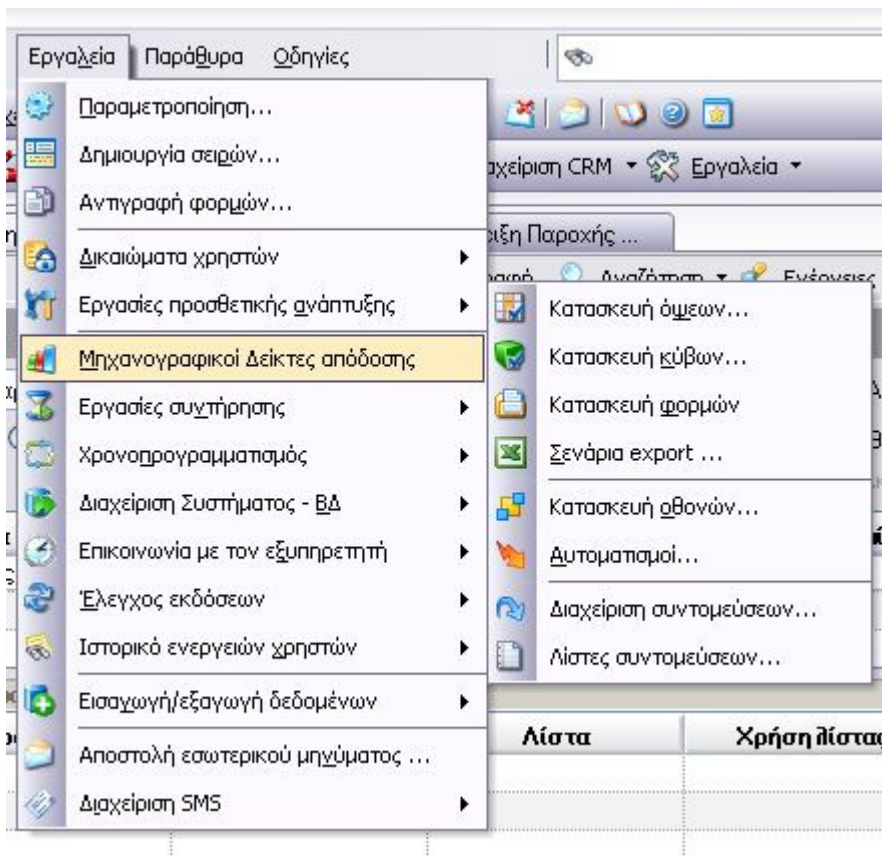 Εργαλεία Παράθυρα Οδηγίες
Παραμετροποίηση...
Δημιουργία σειρών...
Διαχείριση CRM Εργαλεία
Αντιγραφή φορμών...
Παροχής ...
Δικαιώματα χρηστών
Αναζήτηση Ενέργειες
Εργασίες προσθετικής ανάπτυξης
Κατασκευή όψεων...
Μηχανογραφικοί Δείκτες απόδοσης
Κατασκευή κύβων...
Εργασίες συντήρησης
Κατασκευή φορμών
Χρονοπρογραμματισμός
Σενάρια export ...
Διαχείριση Συστήματος - ΒΔ
Κατασκευή οθονών...
Επικοινωνία με τον εξυπηρετητή
Αυτοματισμοί...
Έλεγχος εκδόσεων
Διαχείριση συντομεύσεων...
Ιστορικό ενεργειών χρηστών
Λίστες συντομεύσεων...
Εισαγωγή/εξαγωγή δεδομένων
Λίστα Χρήση λίστας
Αποστολή εσωτερικού μηνύματος ...
Διαχείριση SMS